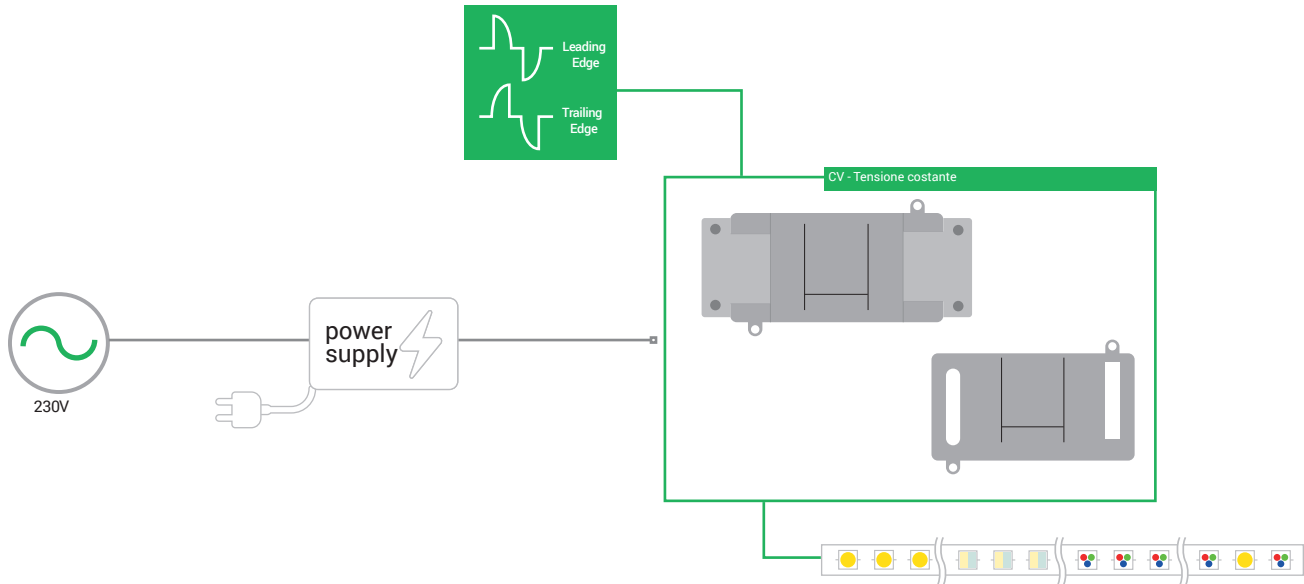 Leading
Edge
Trailing
Edge
CV - Tensione costante
power
supply
230V